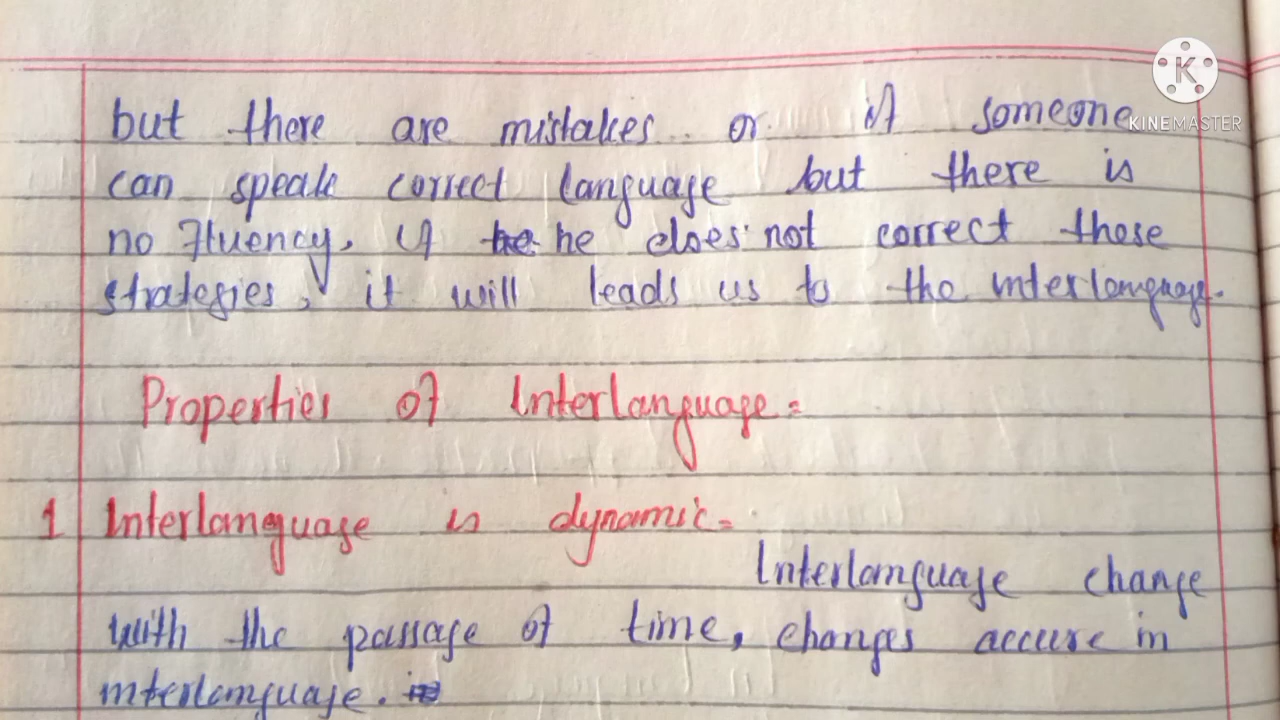 but there are mistakes or if someone
KINEMASTER
can speak correct language but there is
no fluency, if he he does not correct those
strategies, it will leads us to the interlanguage.
Properties of Interlanguage =
1 Interlanguage is dynamic =
Interlanguage change
with the passage of time, changes accure in
interlanguage.